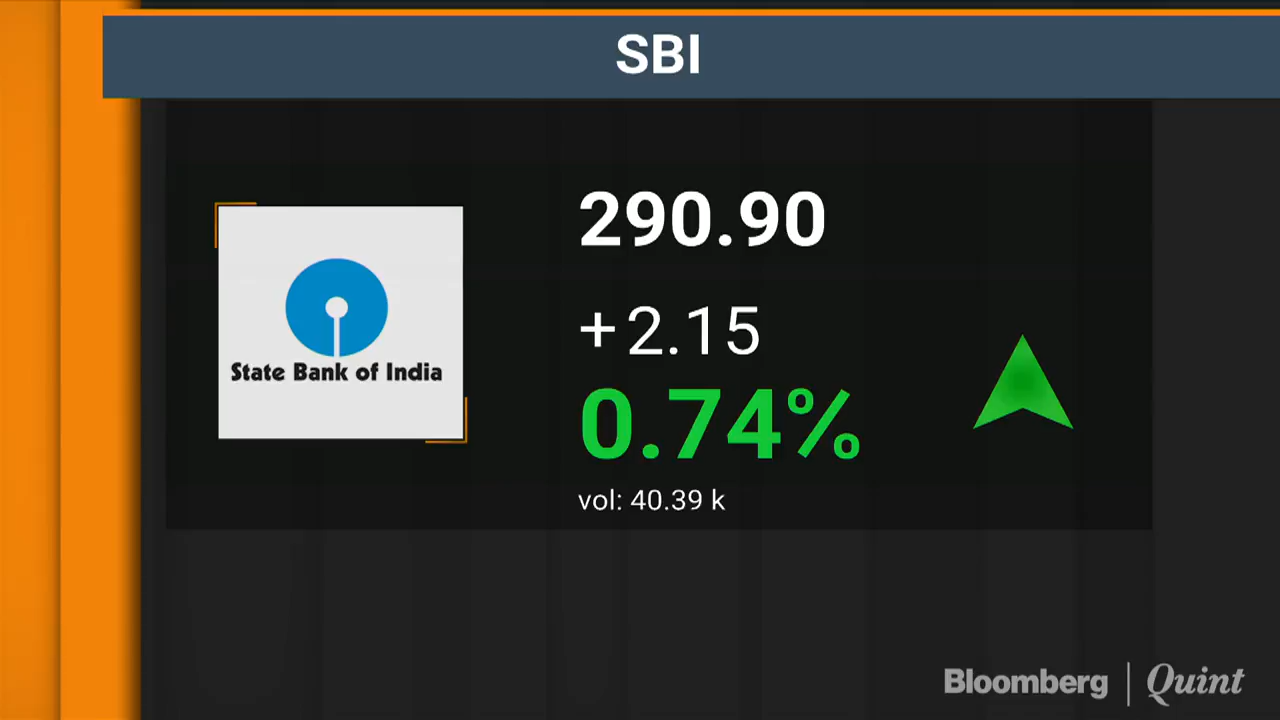 SBI
State Bank of India
290.90
+2.15
0.74%
vol: 40.39 k
Bloomberg | Quint